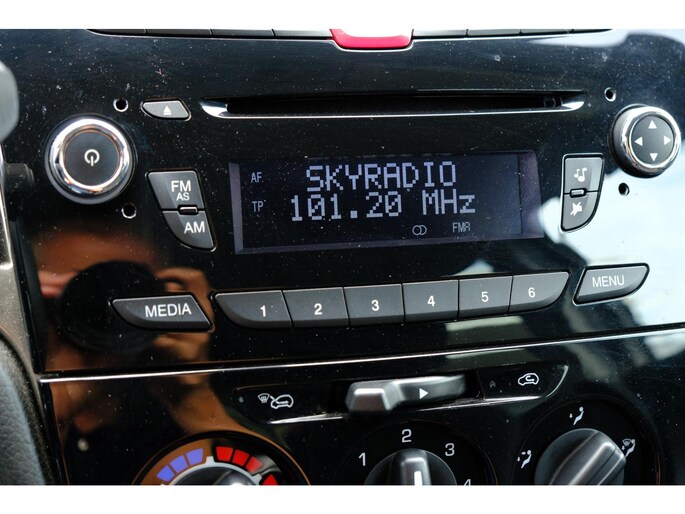 AF SKYRADIO
TP 101.20 MHz
FMR
FM
AS
AM
MEDIA 1 2 3 4 5 6 MENU
1 2 3 4